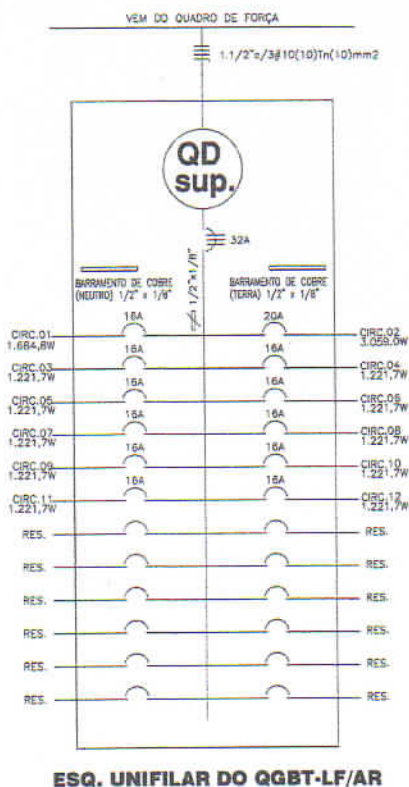 VEM DO QUADRO DE FORÇA
1.1/2"c/3#10(10)Tn(10)mm2
QD
sup.
32A
1/2"x1/8"
BARRAMENTO DE COBRE
(NEUTRO) 1/2" x 1/8"
BARRAMENTO DE COBRE
(TERRA) 1/2" x 1/8"
16A 20A
CIRC.01 CIRC.02
1.684,8W 3.059,0W
16A 16A
CIRC.03 CIRC.04
1.221,7W 1.221,7W
16A 16A
CIRC.05 CIRC.06
1.221,7W 1.221,7W
16A 16A
CIRC.07 CIRC.08
1.221,7W 1.221,7W
16A 16A
CIRC.09 CIRC.10
1.221,7W 1.221,7W
16A 16A
CIRC.11 CIRC.12
1.221,7W 1.221,7W
RES. RES.
RES. RES.
RES. RES.
RES. RES.
RES. RES.
RES. RES.
ESQ. UNIFILAR DO QGBT-LF/AR